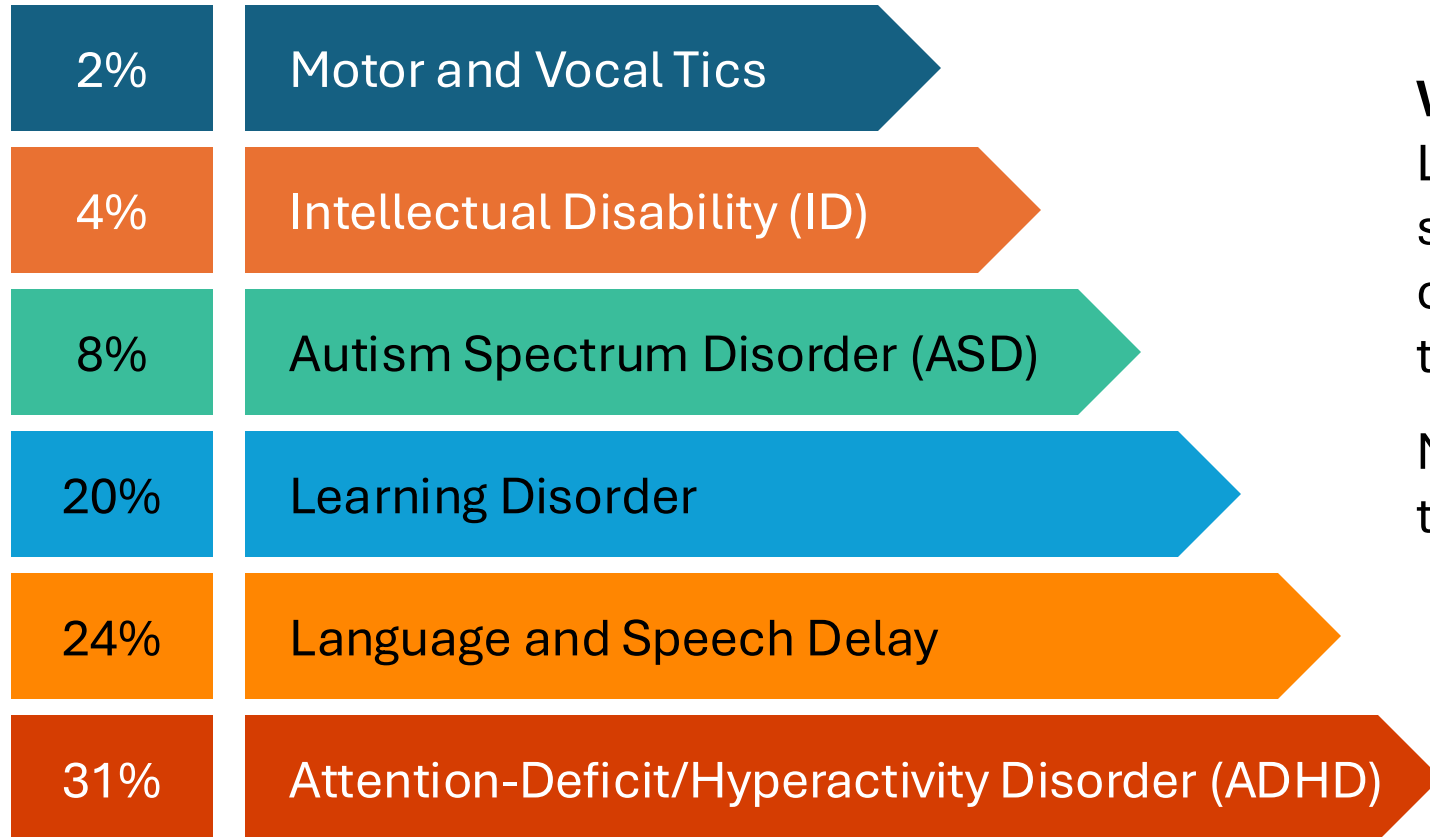 2%
Motor and Vocal Tics
4%
Intellectual Disability (ID)
8%
Autism Spectrum Disorder (ASD)
20%
Learning Disorder
24%
Language and Speech Delay
31%
Attention-Deficit/Hyperactivity Disorder (ADHD)